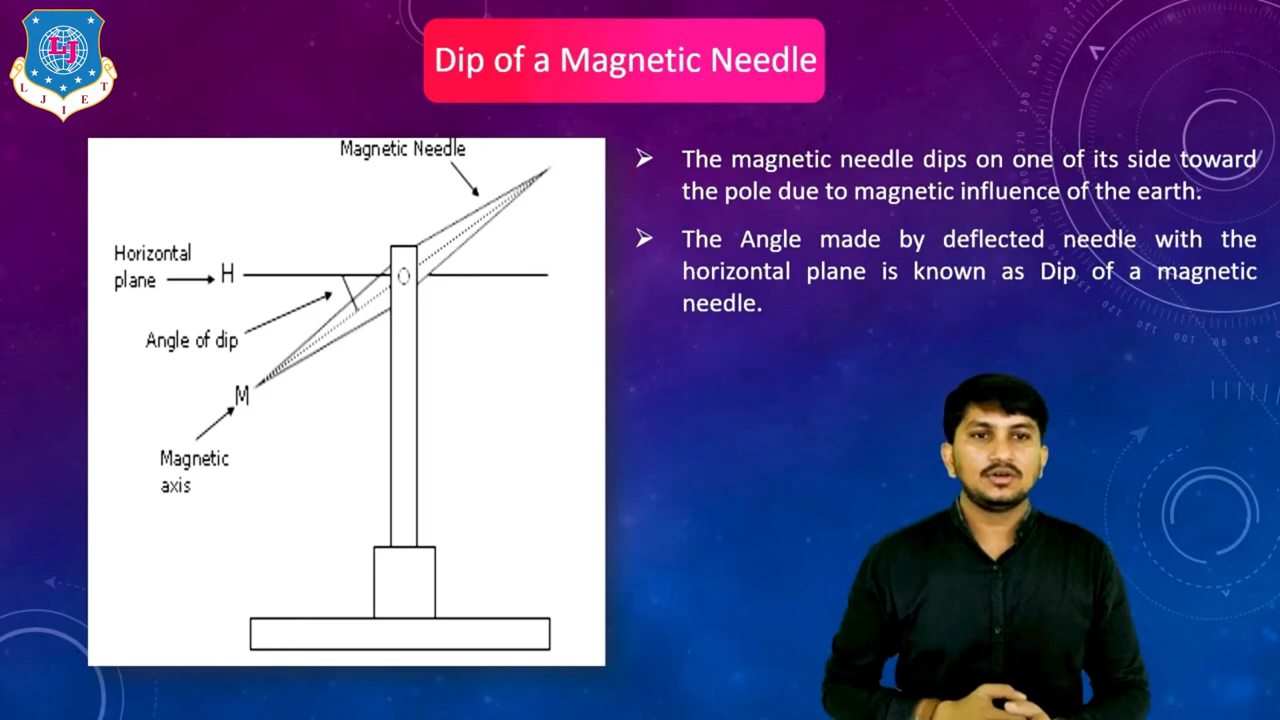 LJ
L J I E T
Dip of a Magnetic Needle
Magnetic Needle
Horizontal
plane
H
Angle of dip
M
Magnetic
axis
The magnetic needle dips on one of its side toward
the pole due to magnetic influence of the earth.
The Angle made by deflected needle with the
horizontal plane is known as Dip of a magnetic
needle.